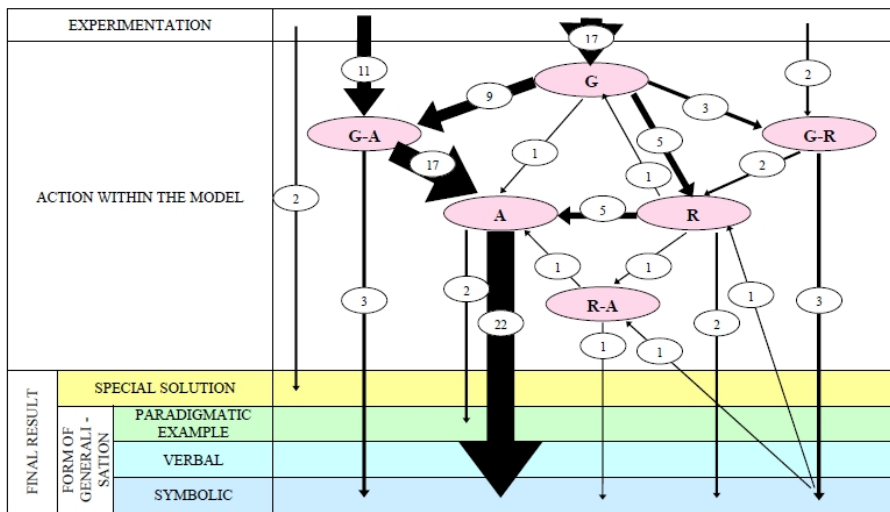 EXPERIMENTATION
17
11
2
G
9
3
G-A
G-R
5
1
17
2
1
ACTION WITHIN THE MODEL
2
A
5
R
1
1
2
R-A
1
3
22
2
3
1
1
SPECIAL SOLUTION
PARADIGMATIC
EXAMPLE
VERBAL
SYMBOLIC
FINAL RESULT
FORM OF
GENERALI -
SATION